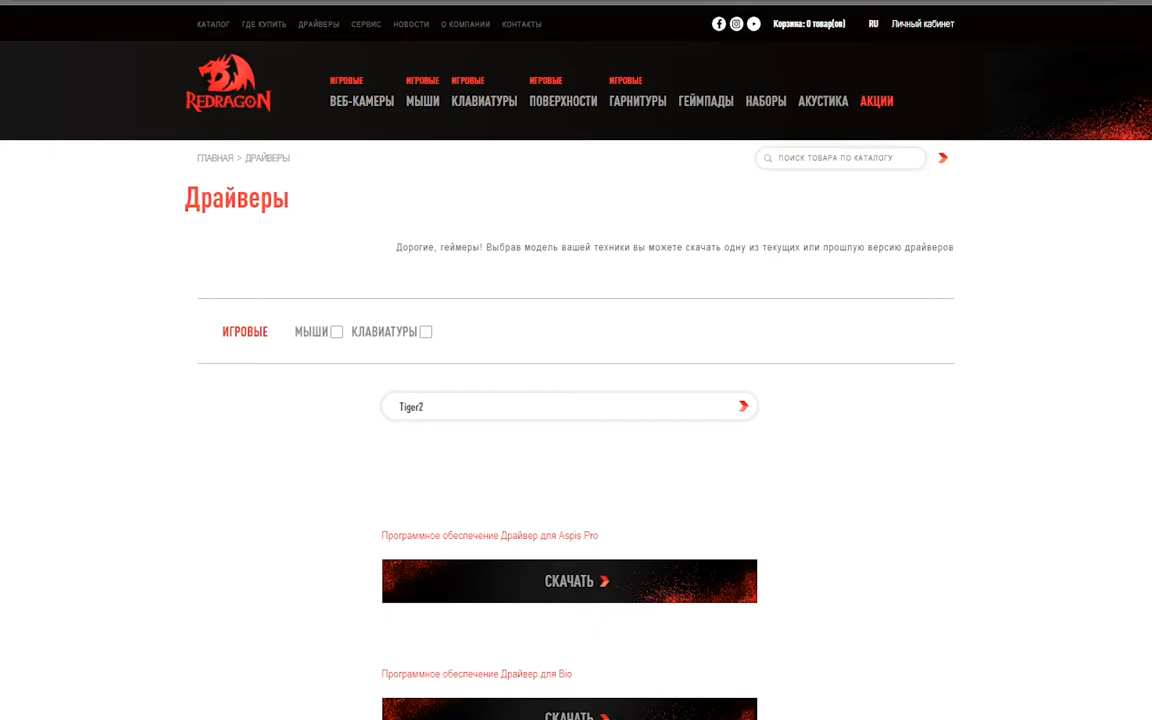 КАТАЛОГ ГДЕ КУПИТЬ ДРАЙВЕРЫ СЕРВИС НОВОСТИ О КОМПАНИИ КОНТАКТЫ Корзина: 0 товар(ов) RU Личный кабинет
REDRAGON
ИГРОВЫЕ ИГРОВЫЕ ИГРОВЫЕ ИГРОВЫЕ ИГРОВЫЕ
ВЕБ-КАМЕРЫ МЫШИ КЛАВИАТУРЫ ПОВЕРХНОСТИ ГАРНИТУРЫ ГЕЙМПАДЫ НАБОРЫ АКУСТИКА АКЦИИ
ГЛАВНАЯ > ДРАЙВЕРЫ ПОИСК ТОВАРА ПО КАТАЛОГУ
Драйверы
Дорогие, геймеры! Выбрав модель вашей техники вы можете скачать одну из текущих или прошлую версию драйверов
ИГРОВЫЕ МЫШИ КЛАВИАТУРЫ
Tiger2
Программное обеспечение Драйвер для Aspis Pro
СКАЧАТЬ
Программное обеспечение Драйвер для Bio
СКАЧАТЬ